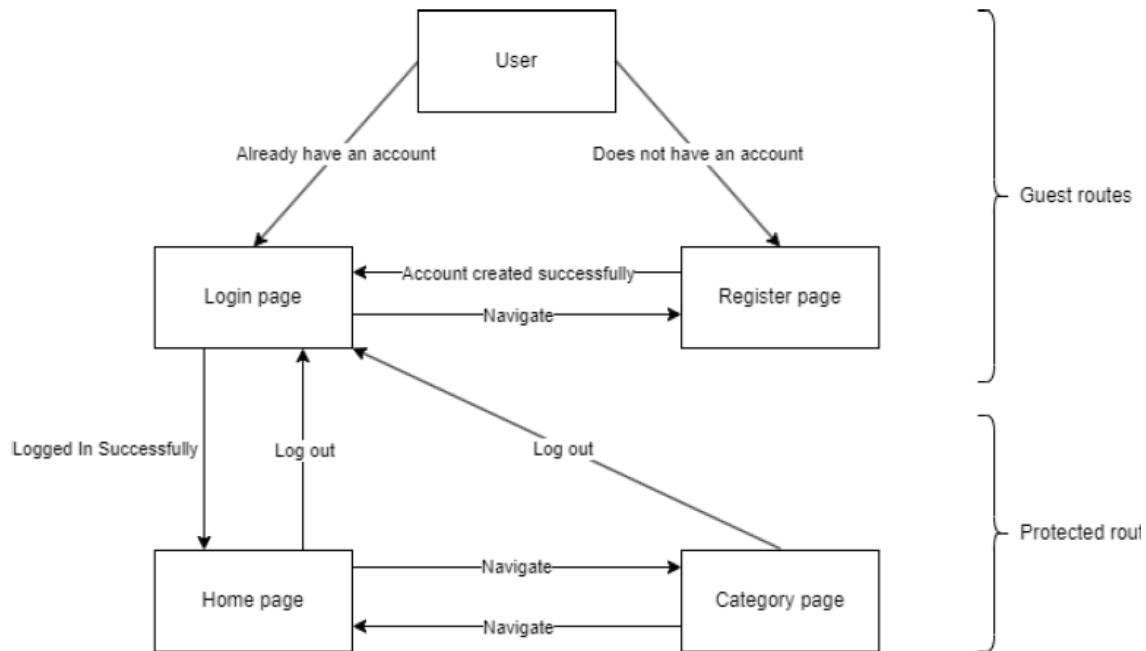 User
Already have an account
Does not have an account
Guest routes
Login page
Account created successfully
Navigate
Register page
Logged In Successfully
Log out
Log out
Protected rout
Home page
Navigate
Navigate
Category page